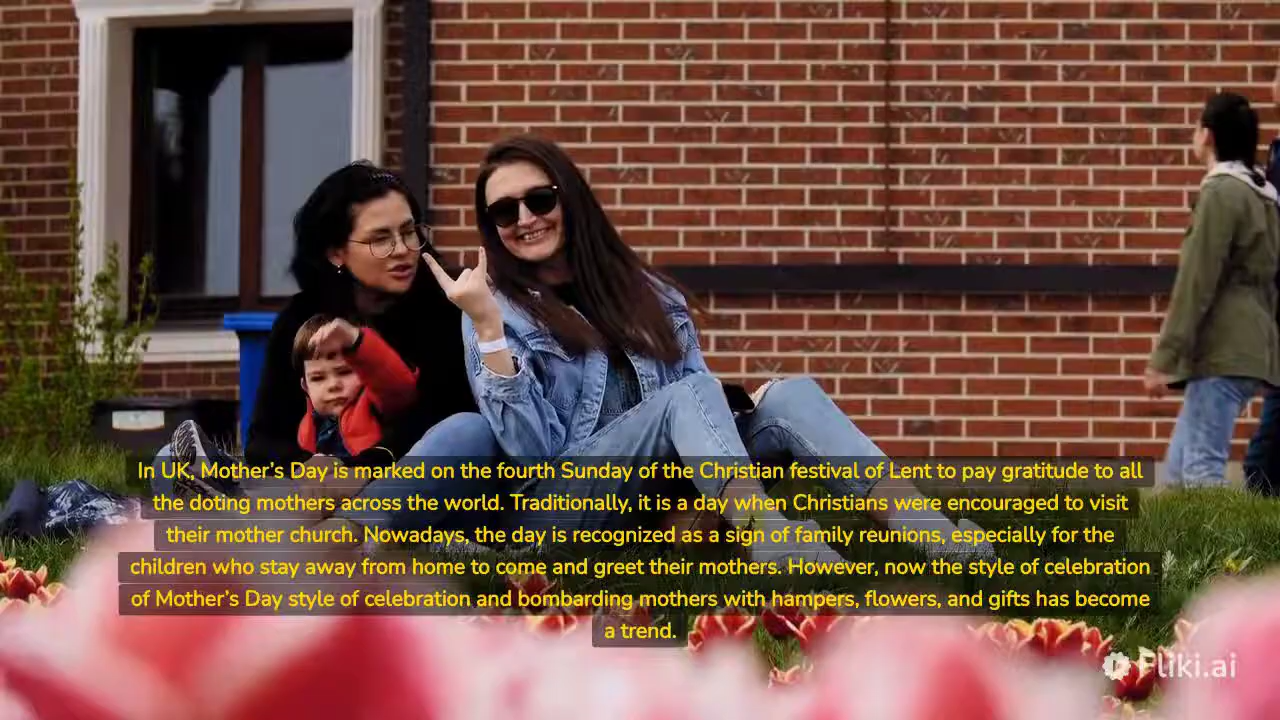 In UK, Mother's Day is marked on the fourth Sunday of the Christian festival of Lent to pay gratitude to all
the doting mothers across the world. Traditionally, it is a day when Christians were encouraged to visit
their mother church. Nowadays, the day is recognized as a sign of family reunions, especially for the
children who stay away from home to come and greet their mothers. However, now the style of celebration
of Mother's Day style of celebration and bombarding mothers with hampers, flowers, and gifts has become
a trend.
Fliki.ai